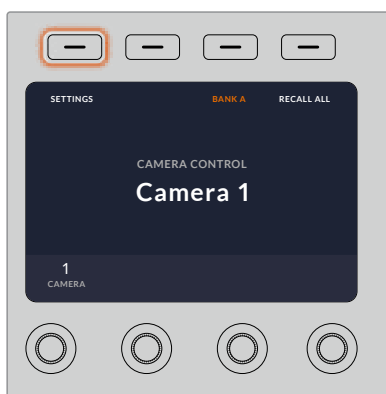 SETTINGS BANK A RECALL ALL
CAMERA CONTROL
Camera 1
1
CAMERA